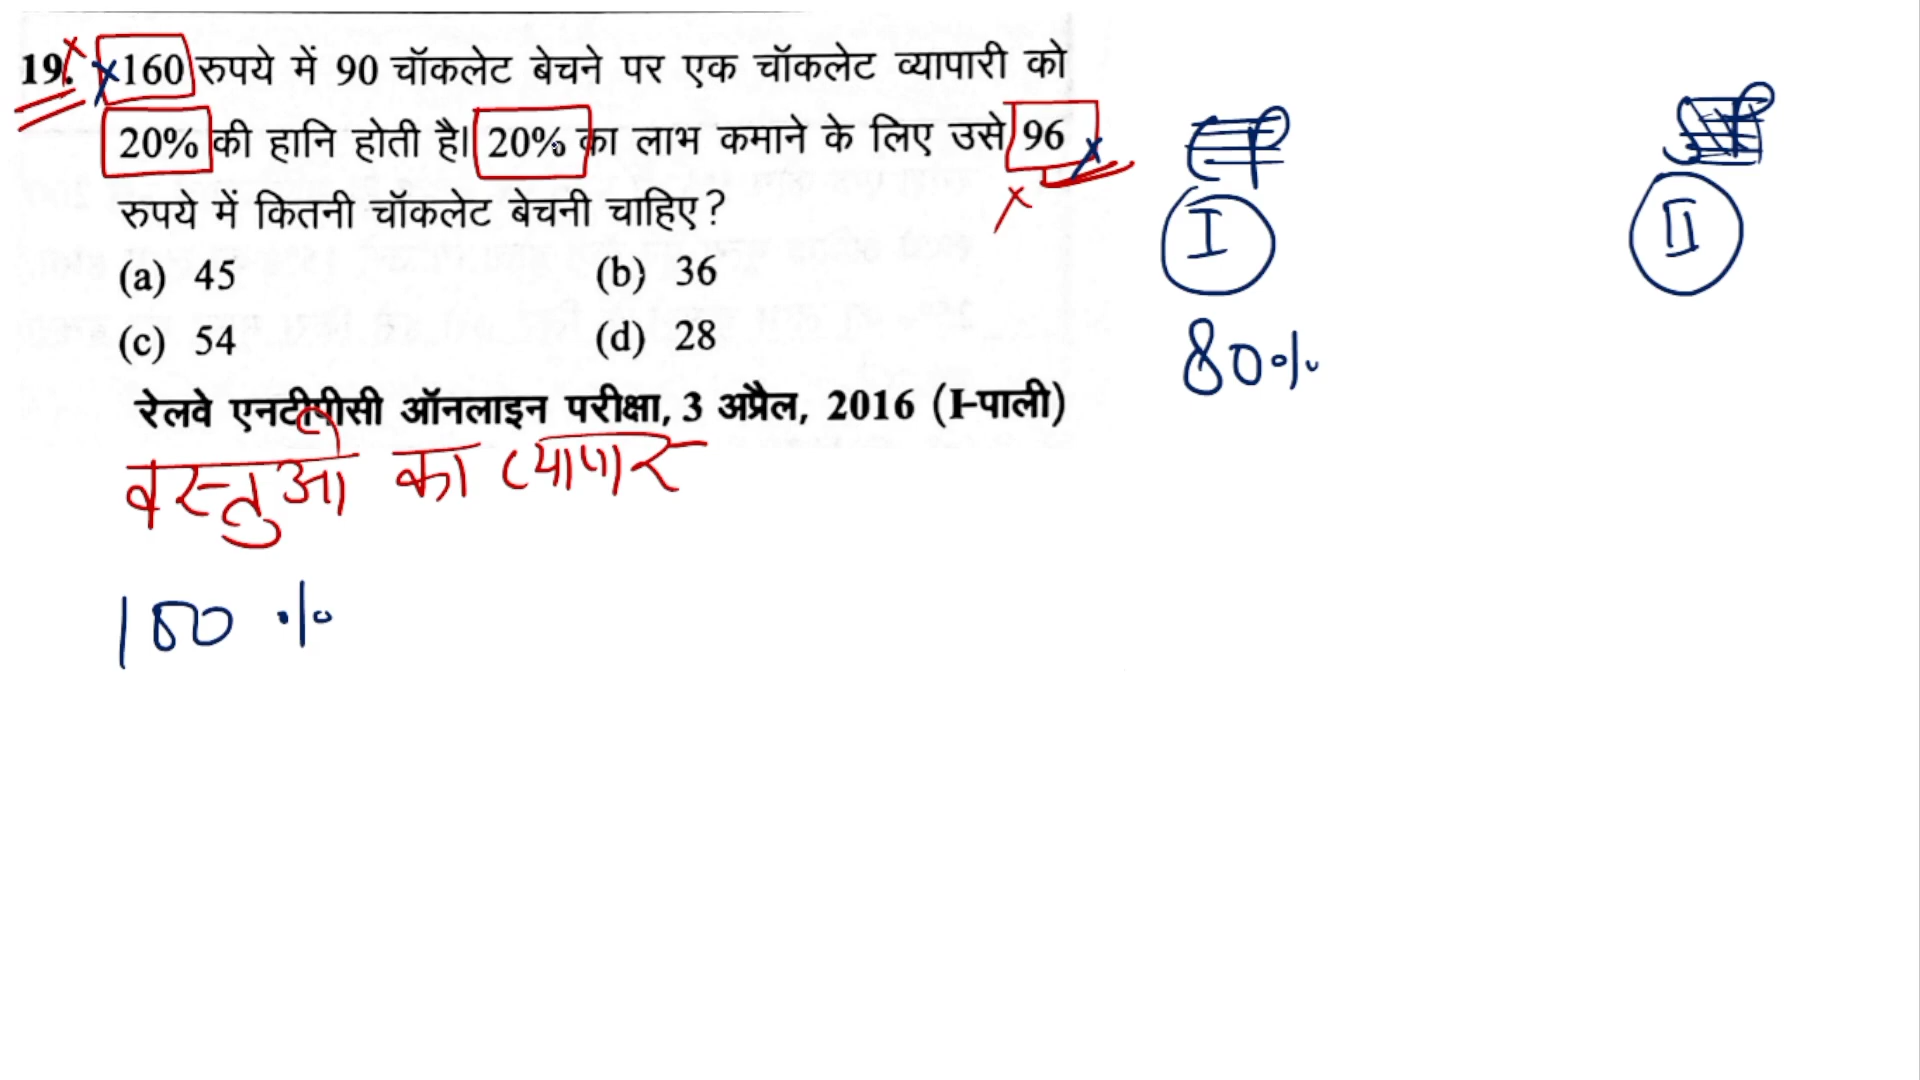 19. 160 रुपये में 90 चॉकलेट बेचने पर एक चॉकलेट व्यापारी को
20% की हानि होती है। 20% का लाभ कमाने के लिए उसे 96
रुपये में कितनी चॉकलेट बेचनी चाहिए?
(a) 45 (b) 36
(c) 54 (d) 28
रेलवे एनटीपीसी ऑनलाइन परीक्षा, 3 अप्रैल, 2016 (I-पाली)
वस्तुओ का व्यापार
100 %
I
80%
II